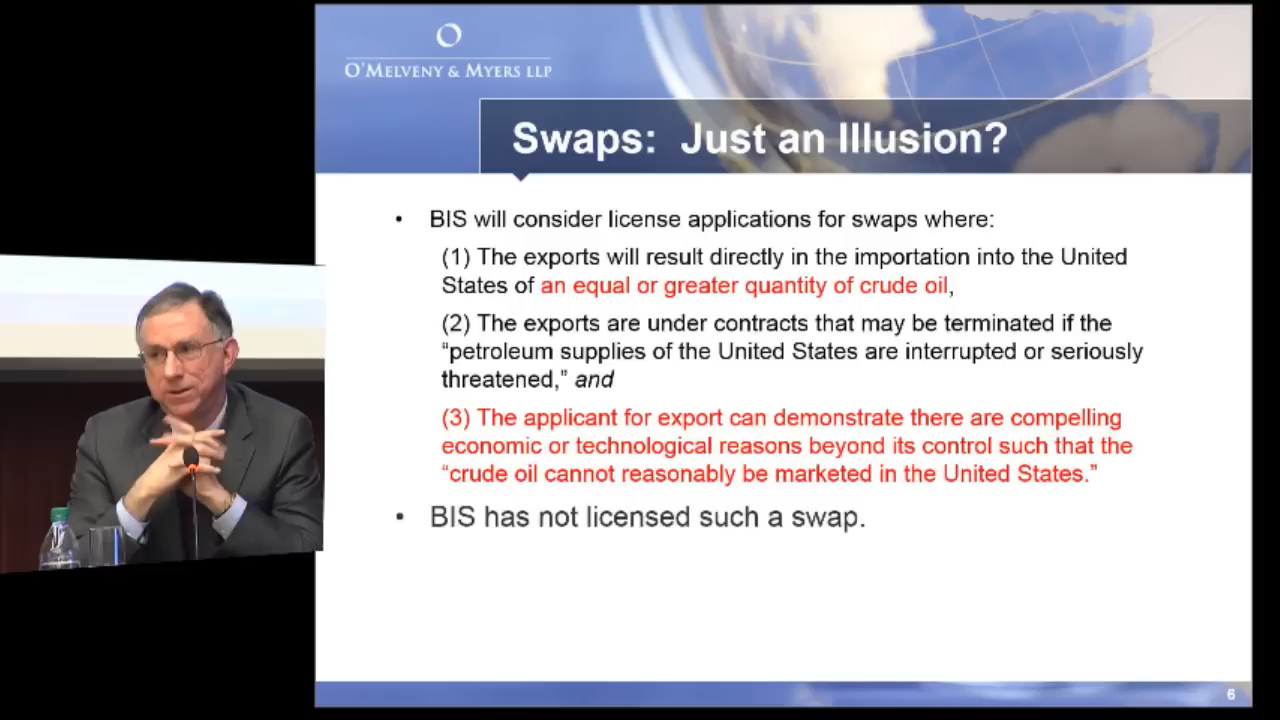 O'MELVENY & MYERS LLP
Swaps: Just an Illusion?
• BIS will consider license applications for swaps where:
(1) The exports will result directly in the importation into the United
States of an equal or greater quantity of crude oil,
(2) The exports are under contracts that may be terminated if the
“petroleum supplies of the United States are interrupted or seriously
threatened,” and
(3) The applicant for export can demonstrate there are compelling
economic or technological reasons beyond its control such that the
“crude oil cannot reasonably be marketed in the United States.”
• BIS has not licensed such a swap.
6